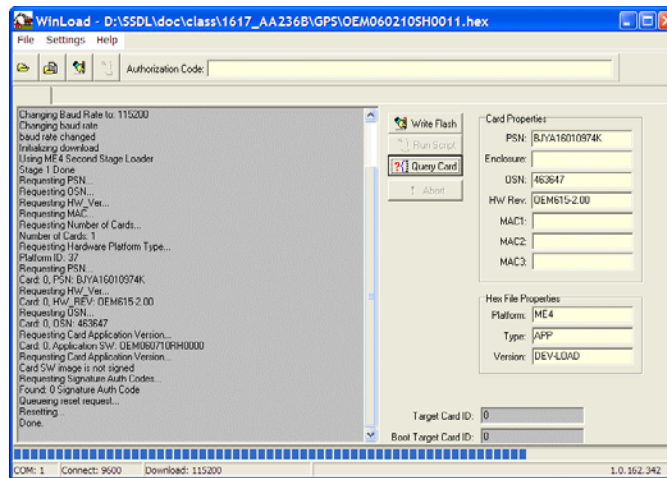 WinLoad - D:\SSDL\doc\class\1617_AA236B\GPS\OEM060210SH0011.hex
File Settings Help
Authorization Code:
Changing Baud Rate to: 115200
Changing baud rate
baud rate changed
Initializing download
Using ME4 Second Stage Loader
Stage 1 Done
Requesting PSN...
Requesting OSN...
Requesting HW_Ver...
Requesting MAC...
Requesting Number of Cards...
Number of Cards: 1
Requesting Hardware Platform Type...
Platform ID: 37
Requesting PSN...
Card: 0, PSN: BJYA16010974K
Requesting HW_Ver...
Card: 0, HW_REV: OEM615-2.00
Requesting OSN...
Card: 0, OSN: 463647
Requesting Card Application Version...
Card: 0, Application SW: OEM060710RH0000
Requesting Card Application Version...
Card SW image is not signed
Requesting Signature Auth Codes...
Found: 0 Signature Auth Code
Queueing reset request...
Resetting...
Done.
Write Flash
Run Script
Query Card
Abort
Card Properties
PSN: BJYA16010974K
Enclosure:
OSN: 463647
HW Rev: OEM615-2.00
MAC1:
MAC2:
MAC3:
Hex File Properties
Platform: ME4
Type: APP
Version: DEV-LOAD
Target Card ID: 0
Boot Target Card ID: 0
COM: 1 Connect: 9600 Download: 115200 1.0.162.342